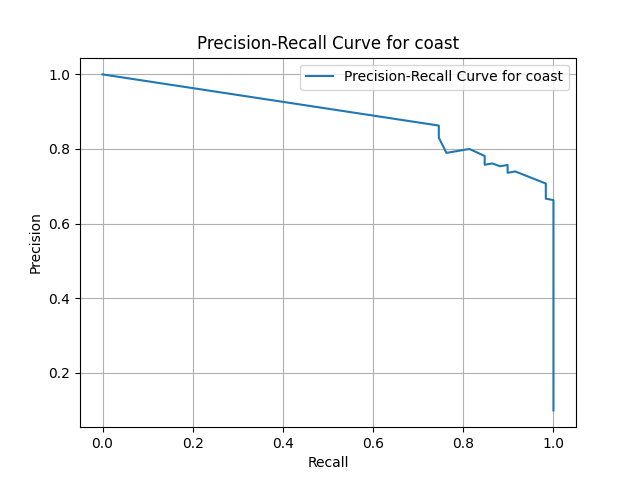 Precision-Recall Curve for coast
Precision-Recall Curve for coast
1.0
0.8
0.6
0.4
0.2
Precision
0.0 0.2 0.4 0.6 0.8 1.0
Recall